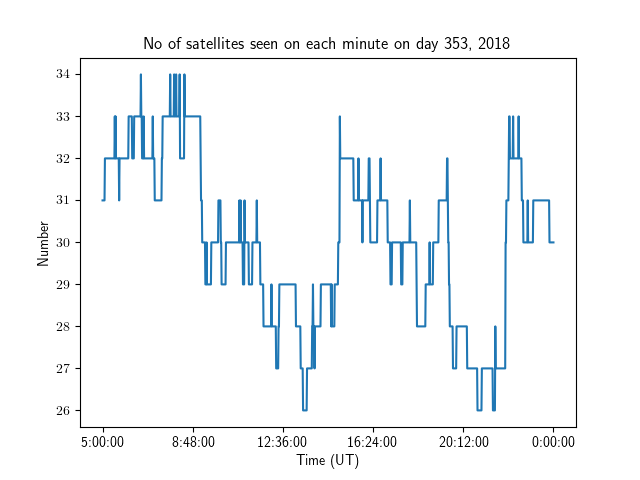 No of satellites seen on each minute on day 353, 2018
34
33
32
31
30
29
28
27
26
Number
5:00:00 8:48:00 12:36:00 16:24:00 20:12:00 0:00:00
Time (UT)